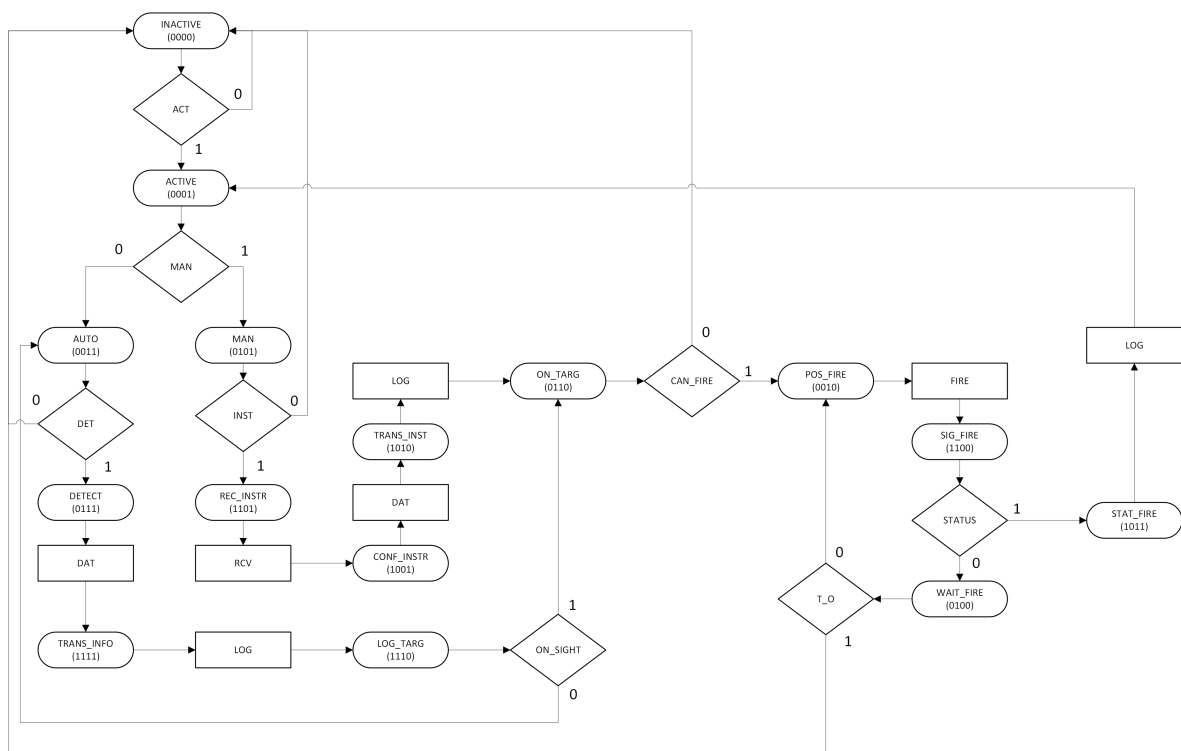 INACTIVE
(0000)
ACT
0
1
ACTIVE
(0001)
0
1
MAN
AUTO
(0011)
MAN
(0101)
0
DET
1
INST
0
1
DETECT
(0111)
REC_INSTR
(1101)
DAT
RCV
CONF_INSTR
(1001)
DAT
TRANS_INST
(1010)
LOG
TRANS_INFO
(1111)
LOG
LOG_TARG
(1110)
ON_SIGHT
1
0
ON_TARG
(0110)
CAN_FIRE
0
1
POS_FIRE
(0010)
FIRE
SIG_FIRE
(1100)
STATUS
1
0
WAIT_FIRE
(0100)
T_O
0
1
STAT_FIRE
(1011)
LOG